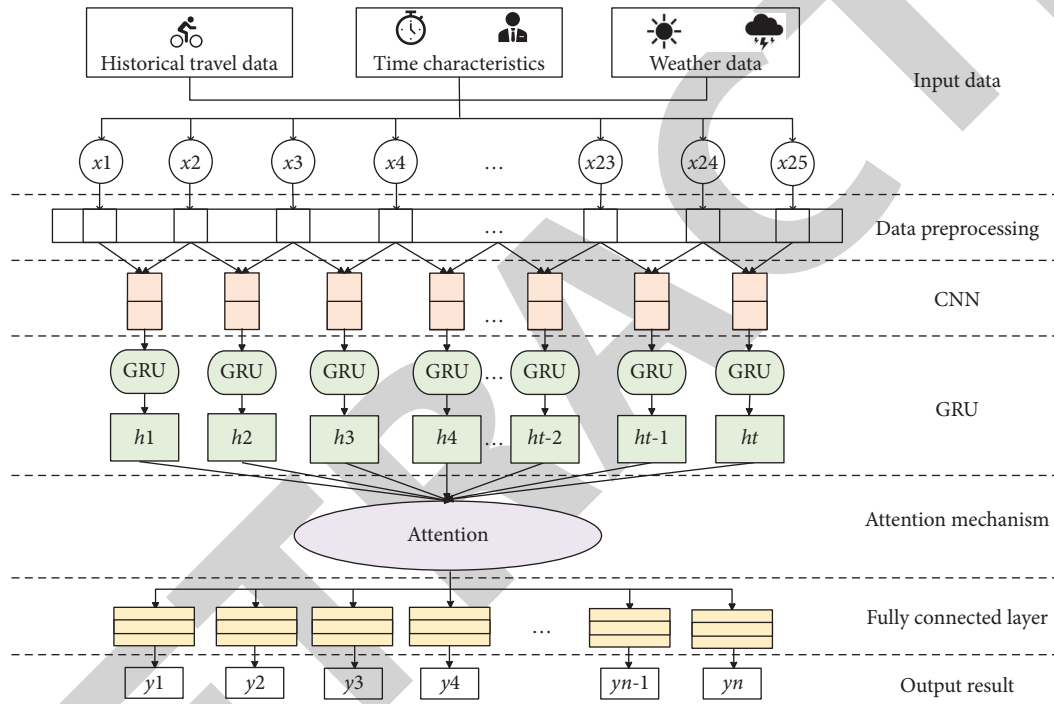 Historical travel data
Time characteristics
Weather data
Input data
x1 x2 x3 x4 ... x23 x24 x25
... Data preprocessing
... CNN
GRU GRU GRU GRU ... GRU GRU GRU
GRU
h1 h2 h3 h4 ... ht-2 ht-1 ht
Attention mechanism
Attention
... Fully connected layer
y1 y2 y3 y4 yn-1 yn
Output result
TRACT